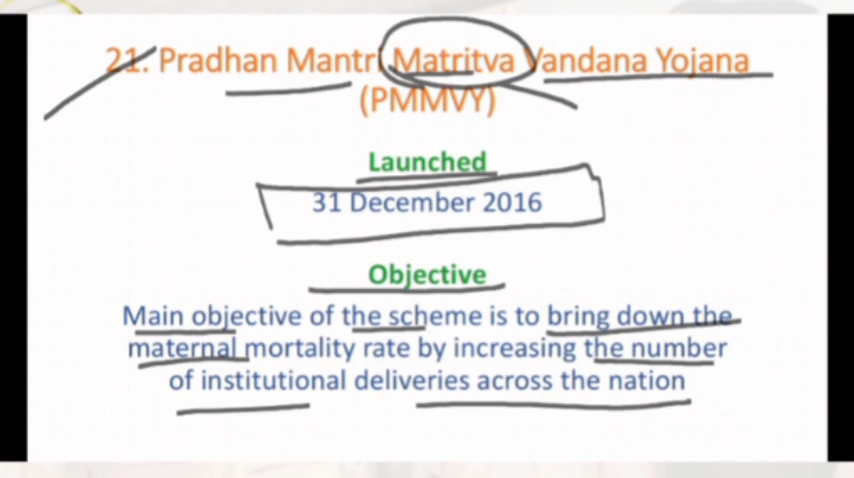 21. Pradhan Mantri Matritva Vandana Yojana
(PMMVY)
Launched
31 December 2016
Objective
Main objective of the scheme is to bring down the
maternal mortality rate by increasing the number
of institutional deliveries across the nation